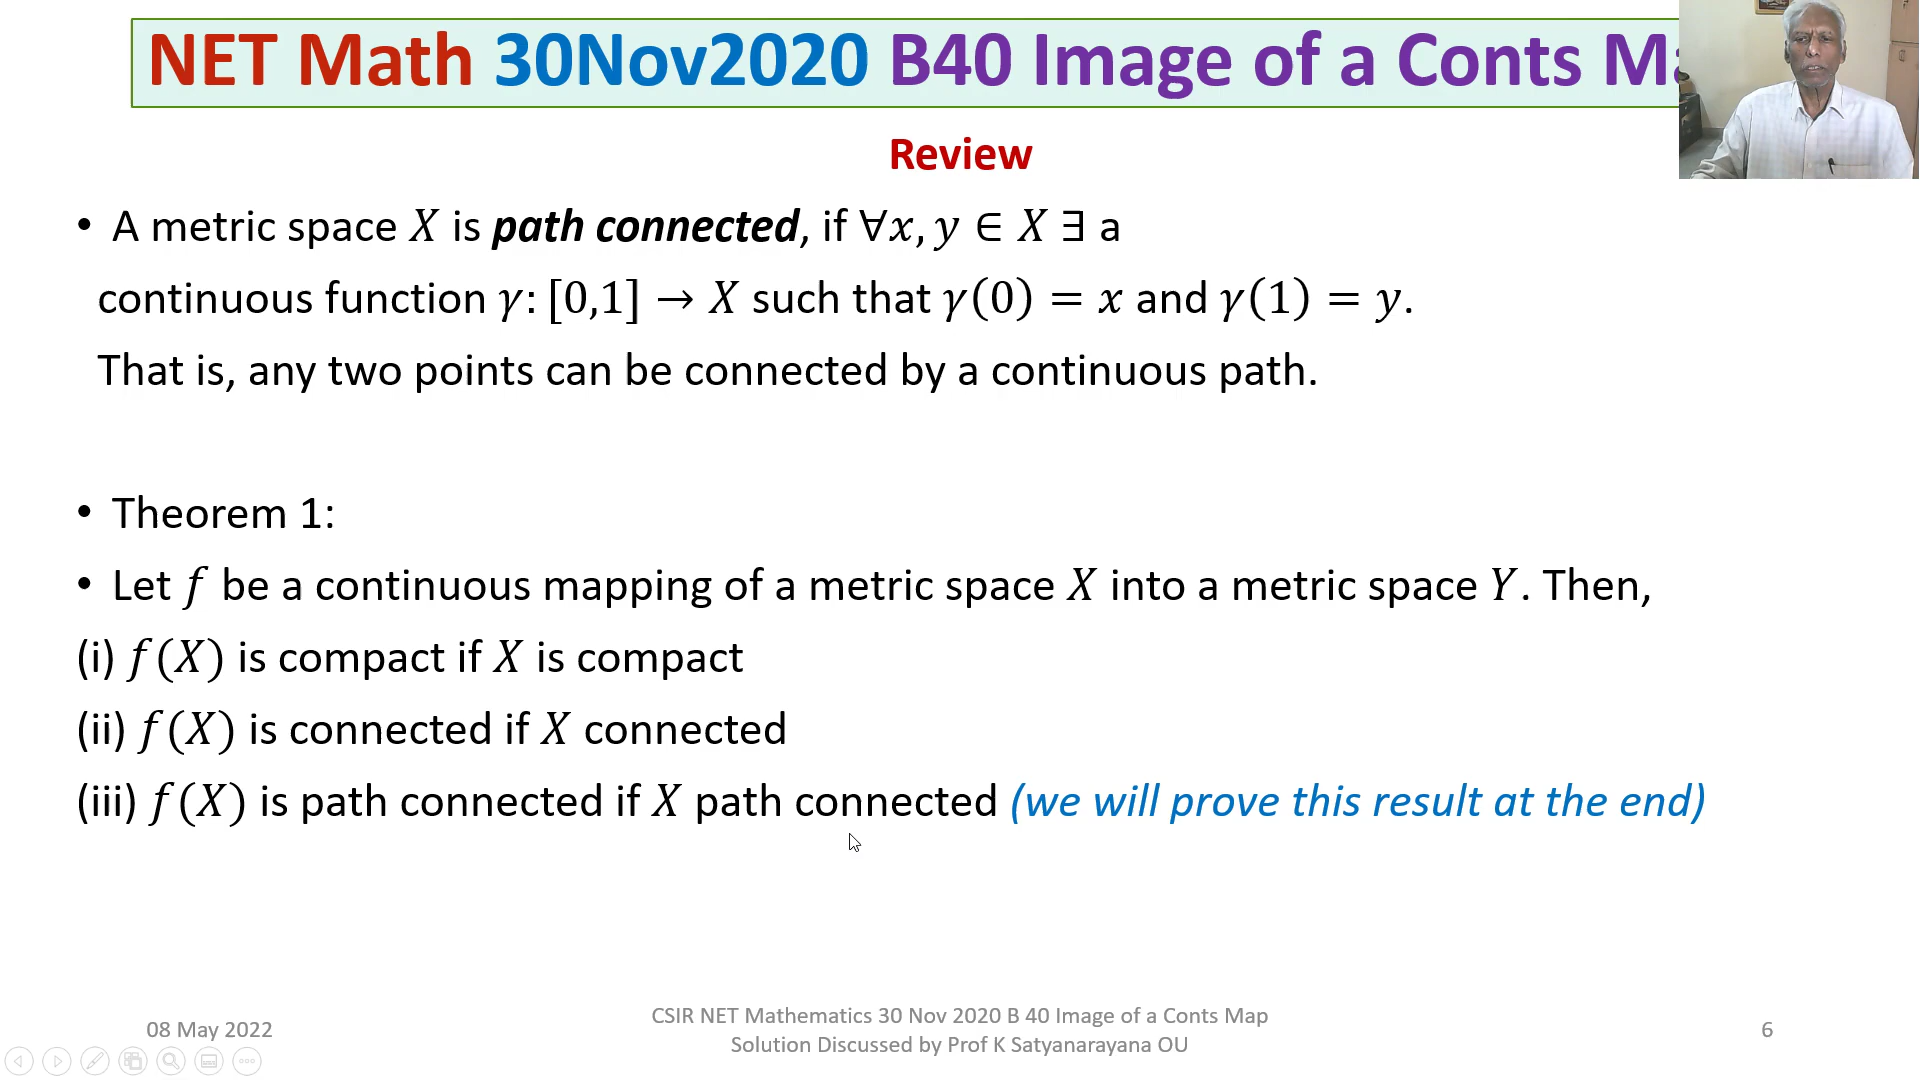 NET Math 30Nov2020 B40 Image of a Conts
Review
• A metric space 𝑋 is path connected, if ∀𝑥, 𝑦 ∈ 𝑋 ∃ a
continuous function 𝛾: [0,1] → 𝑋 such that 𝛾(0) = 𝑥 and 𝛾(1) = 𝑦.
That is, any two points can be connected by a continuous path.
• Theorem 1:
• Let 𝑓 be a continuous mapping of a metric space 𝑋 into a metric space 𝑌. Then,
(i) 𝑓(𝑋) is compact if 𝑋 is compact
(ii) 𝑓(𝑋) is connected if 𝑋 connected
(iii) 𝑓(𝑋) is path connected if 𝑋 path connected (we will prove this result at the end)
08 May 2022
CSIR NET Mathematics 30 Nov 2020 B 40 Image of a Conts Map
Solution Discussed by Prof K Satyanarayana OU
6